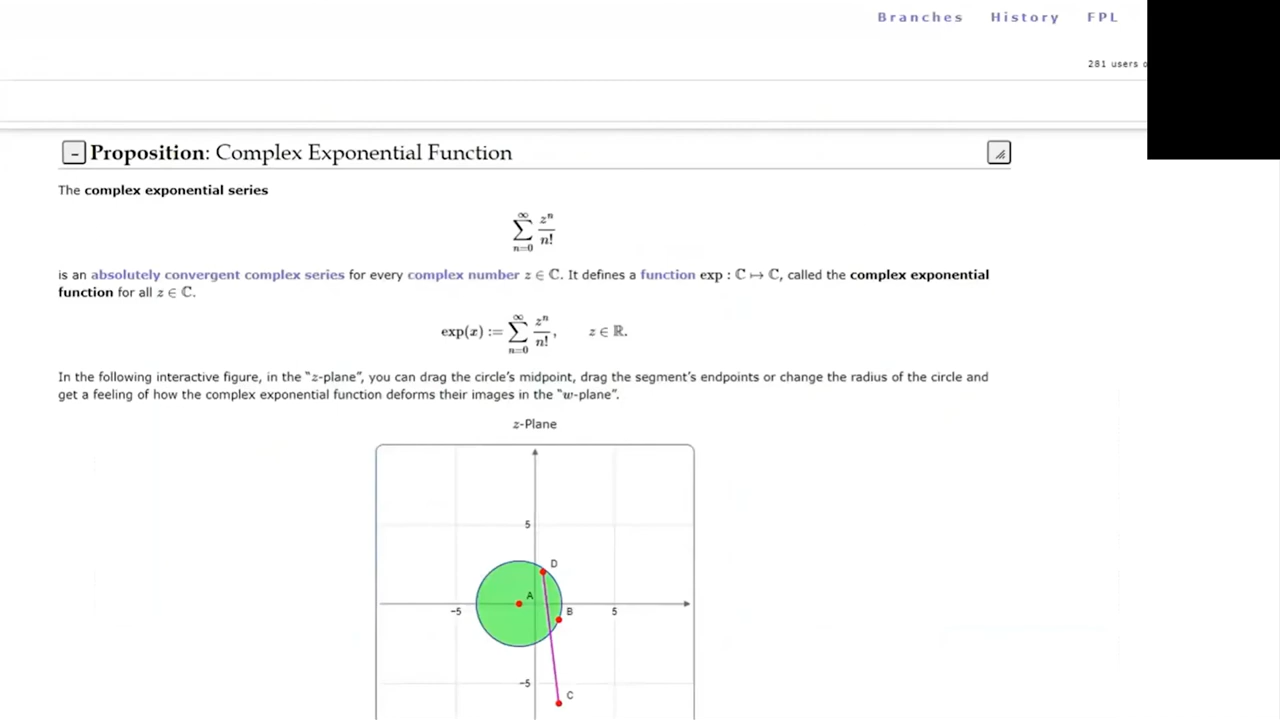 Branches History FPL
281 users
− Proposition: Complex Exponential Function
The complex exponential series
∑_{n=0}^{∞} z^n/n!
is an absolutely convergent complex series for every complex number z ∈ ℂ. It defines a function exp : ℂ ↦ ℂ, called the complex exponential
function for all z ∈ ℂ.
exp(x) := ∑_{n=0}^{∞} z^n/n!, z ∈ ℝ.
In the following interactive figure, in the “z-plane”, you can drag the circle’s midpoint, drag the segment’s endpoints or change the radius of the circle and
get a feeling of how the complex exponential function deforms their images in the “w-plane”.
z-Plane
5
D
A
−5 B 5
−5
C